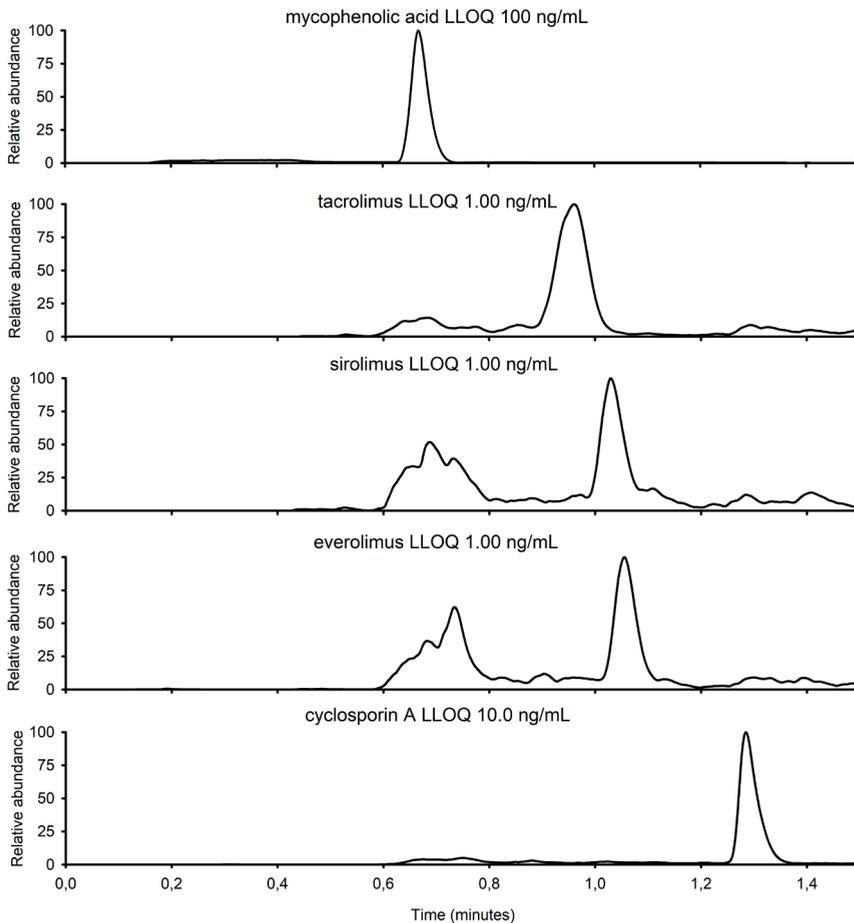 mycophenolic acid LLOQ 100 ng/mL
Relative abundance
100
75
50
25
0
tacrolimus LLOQ 1.00 ng/mL
Relative abundance
100
75
50
25
0
sirolimus LLOQ 1.00 ng/mL
Relative abundance
100
75
50
25
0
everolimus LLOQ 1.00 ng/mL
Relative abundance
100
75
50
25
0
cyclosporin A LLOQ 10.0 ng/mL
Relative abundance
100
75
50
25
0
0,0 0,2 0,4 0,6 0,8 1,0 1,2 1,4
Time (minutes)